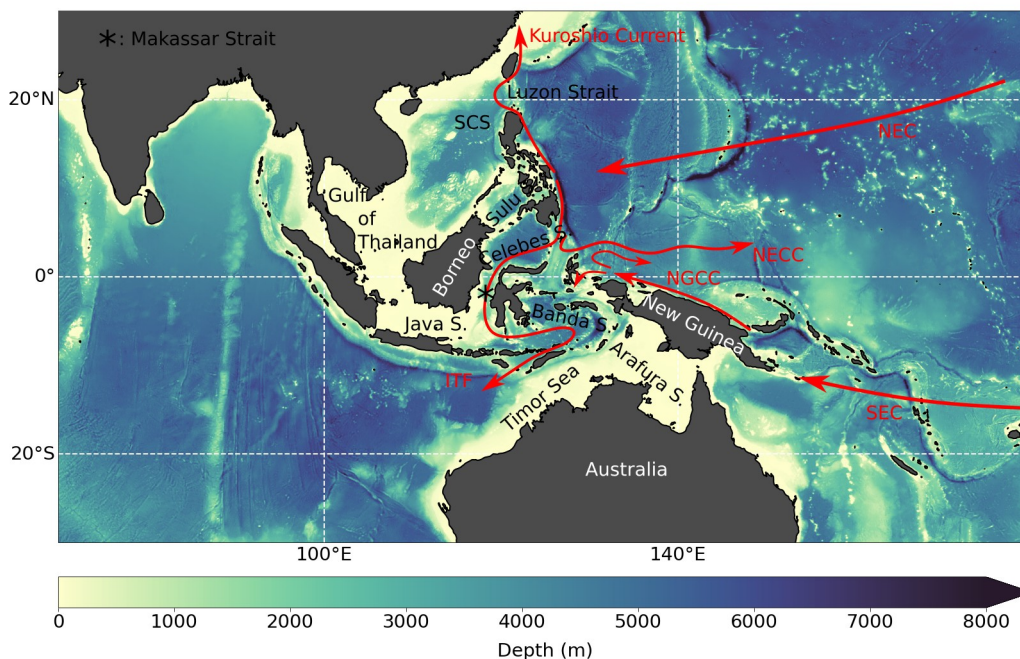 *: Makassar Strait
Kuroshio Current
20°N
Luzon Strait
SCS
NEC
Gulf
of
Thailand
Sulu
Borneo
elebes
NECC
0°
NGCC
New Guinea
Java S.
Banda S.
Arafura S.
ITF
Timor Sea
SEC
20°S
Australia
100°E
140°E
0
1000
2000
3000
4000
5000
6000
7000
8000
Depth (m)